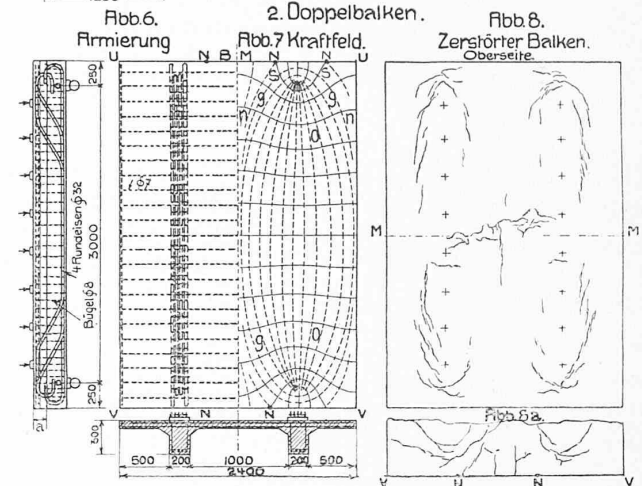 2. Doppelbalken.
Abb.6.
Armierung
Abb.7 Kraftfeld.
Abb.8.
Zerstörter Balken.
Oberseite.
U N B M N N U
S S
g g
n n
o
250
i φ7
4 Rundeisen φ 32
3000
M M
Bügel φ 8
g o
250
a
V N N V
Abb.8a.
300
500 200 1000 200 500
2400
N V